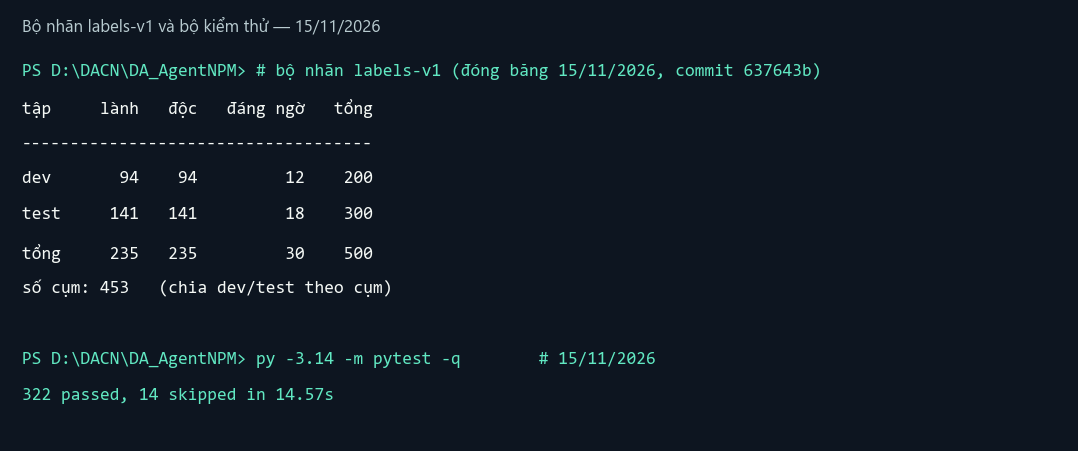 Bộ nhãn labels-v1 và bộ kiểm thử — 15/11/2026
PS D:\DACN\DA_AgentNPM> # bộ nhãn labels-v1 (đóng băng 15/11/2026, commit 637643b)
tập     lành   độc   đáng ngờ   tổng
------------------------------------
dev       94    94         12    200
test     141   141         18    300
tổng     235   235         30    500
số cụm: 453   (chia dev/test theo cụm)
PS D:\DACN\DA_AgentNPM> py -3.14 -m pytest -q        # 15/11/2026
322 passed, 14 skipped in 14.57s